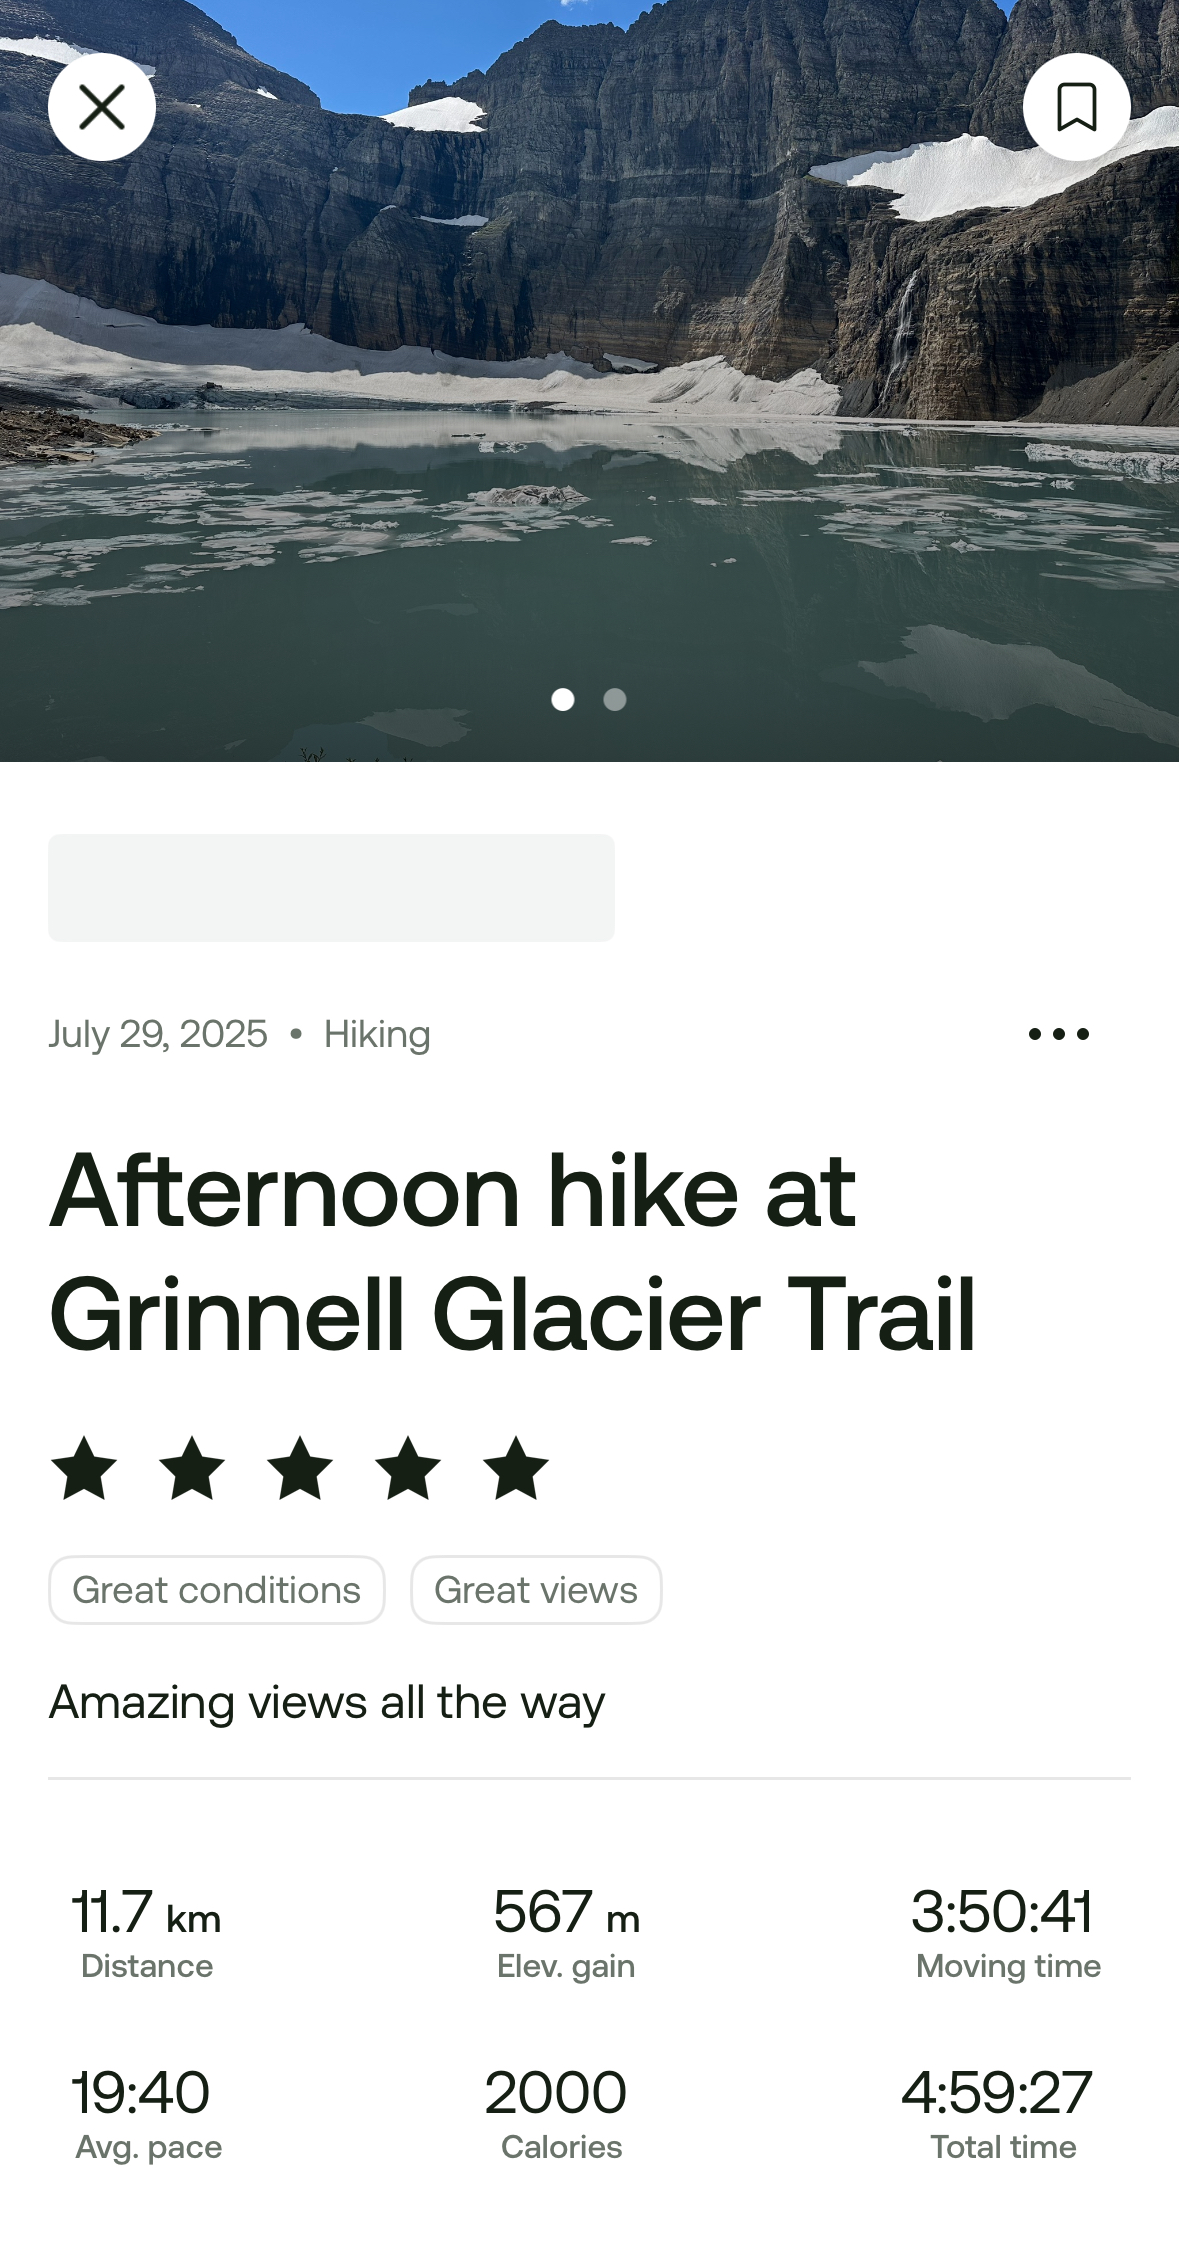 July 29, 2025 • Hiking
Afternoon hike at
Grinnell Glacier Trail
Great conditions Great views
Amazing views all the way
11.7 km 567 m 3:50:41
Distance Elev. gain Moving time
19:40 2000 4:59:27
Avg. pace Calories Total time